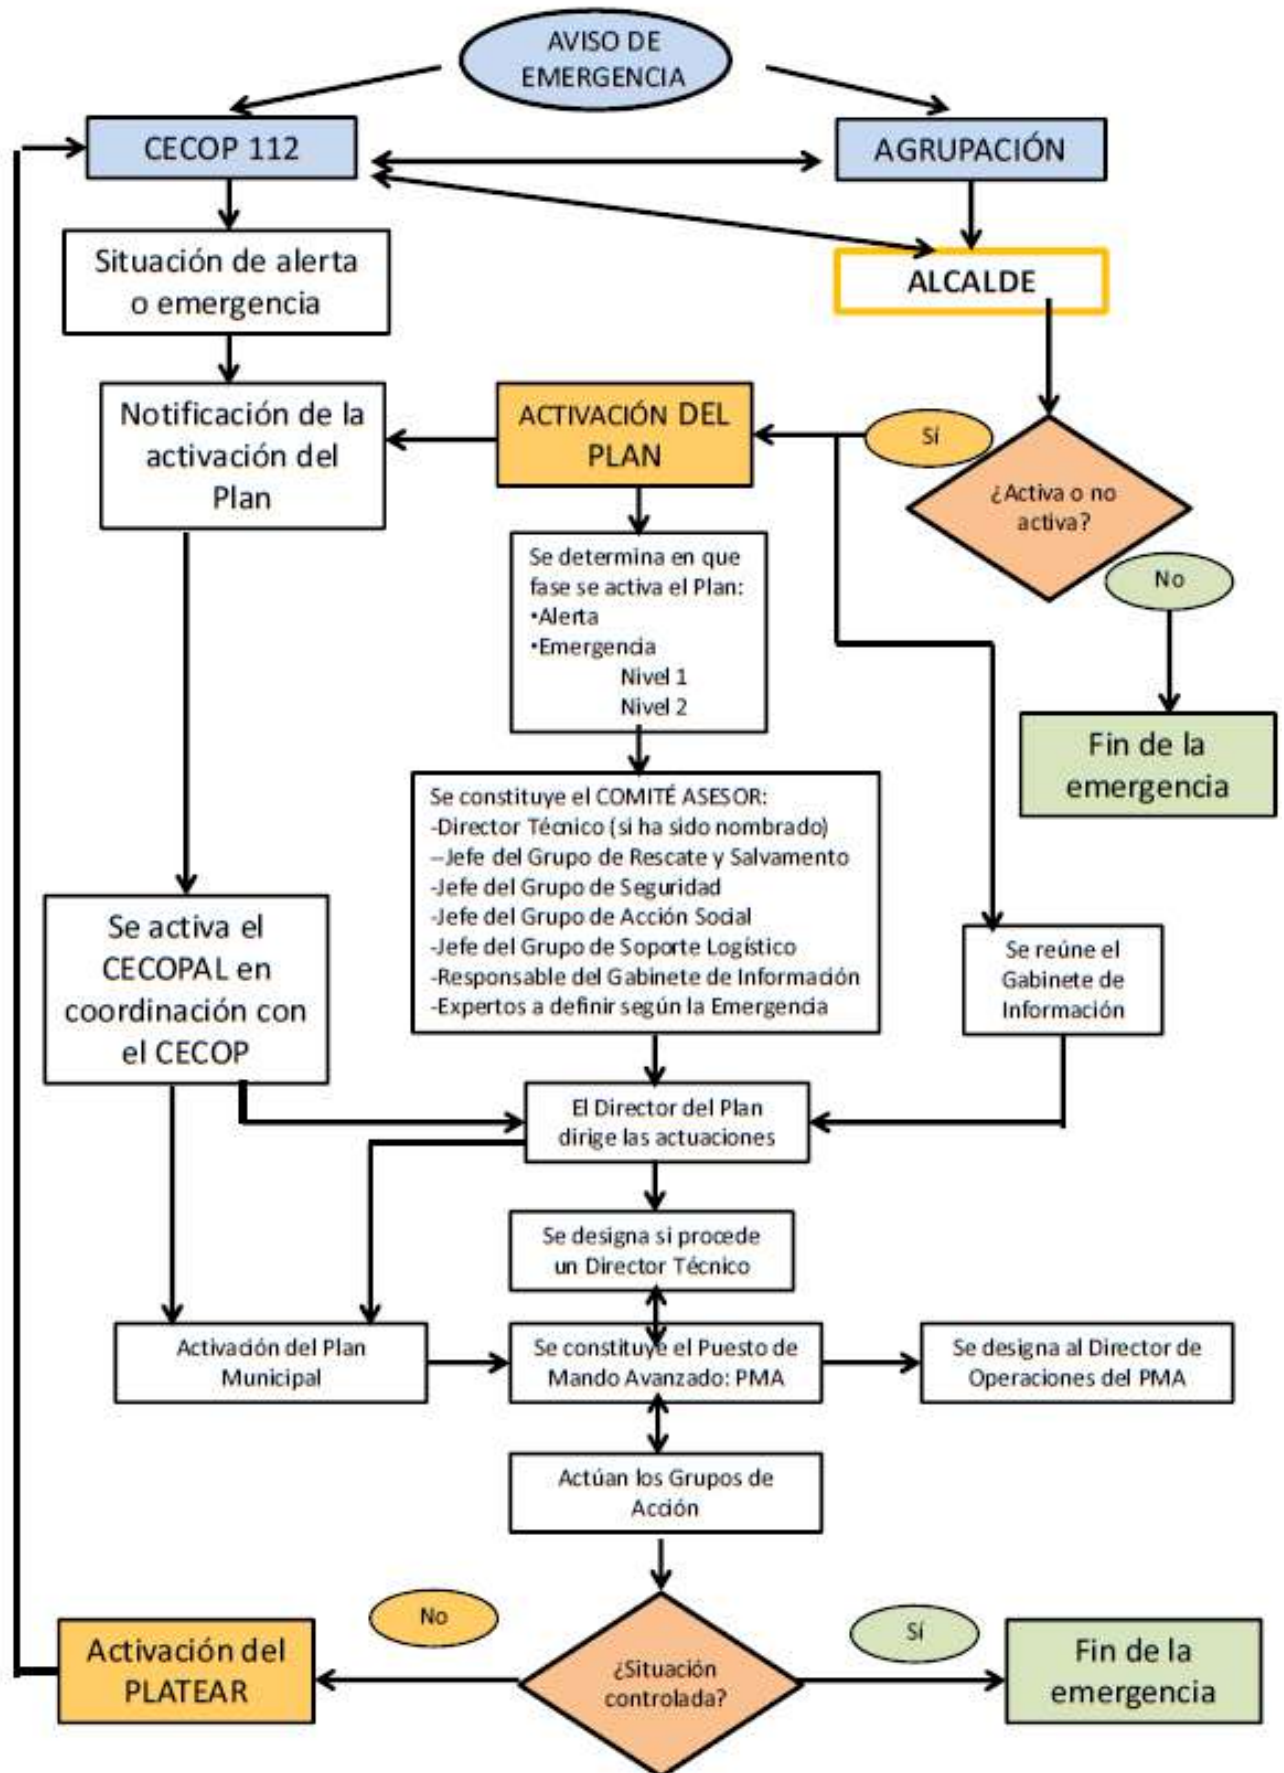 AVISO DE
EMERGENCIA
CECOP 112
AGRUPACIÓN
Situación de alerta
o emergencia
ALCALDE
Notificación de la
activación del
Plan
ACTIVACIÓN DEL
PLAN
Sí
¿Activa o no
activa?
No
Se determina en que
fase se activa el Plan:
•Alerta
•Emergencia
Nivel 1
Nivel 2
Fin de la
emergencia
Se constituye el COMITÉ ASESOR:
-Director Técnico (si ha sido nombrado)
–Jefe del Grupo de Rescate y Salvamento
-Jefe del Grupo de Seguridad
-Jefe del Grupo de Acción Social
-Jefe del Grupo de Soporte Logístico
-Responsable del Gabinete de Información
-Expertos a definir según la Emergencia
Se activa el
CECOPAL en
coordinación con
el CECOP
Se reúne el
Gabinete de
Información
El Director del Plan
dirige las actuaciones
Se designa si procede
un Director Técnico
Activación del Plan
Municipal
Se constituye el Puesto de
Mando Avanzado: PMA
Se designa al Director de
Operaciones del PMA
Actúan los Grupos de
Acción
No
Sí
Activación del
PLATEAR
¿Situación
controlada?
Fin de la
emergencia